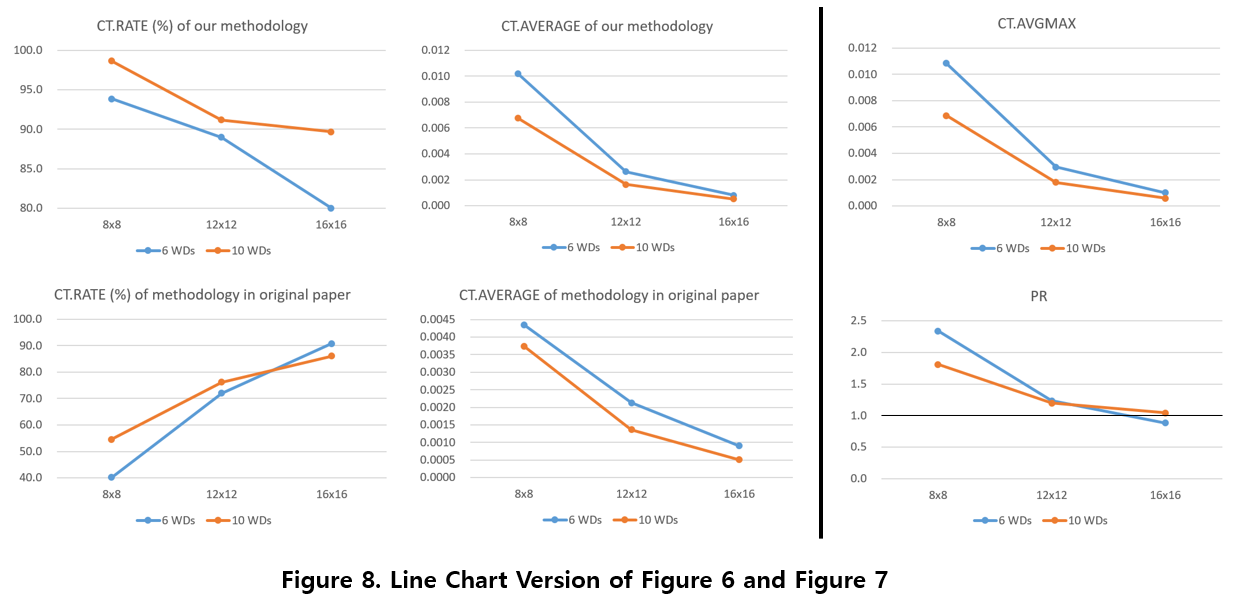 CT.RATE (%) of our methodology
100.0
95.0
90.0
85.0
80.0
8x8 12x12 16x16
6 WDs 10 WDs
CT.AVERAGE of our methodology
0.012
0.010
0.008
0.006
0.004
0.002
0.000
8x8 12x12 16x16
6 WDs 10 WDs
CT.AVGMAX
0.012
0.010
0.008
0.006
0.004
0.002
0.000
8x8 12x12 16x16
6 WDs 10 WDs
CT.RATE (%) of methodology in original paper
100.0
90.0
80.0
70.0
60.0
50.0
40.0
8x8 12x12 16x16
6 WDs 10 WDs
CT.AVERAGE of methodology in original paper
0.0045
0.0040
0.0035
0.0030
0.0025
0.0020
0.0015
0.0010
0.0005
0.0000
8x8 12x12 16x16
6 WDs 10 WDs
PR
2.5
2.0
1.5
1.0
0.5
0.0
8x8 12x12 16x16
6 WDs 10 WDs
Figure 8. Line Chart Version of Figure 6 and Figure 7